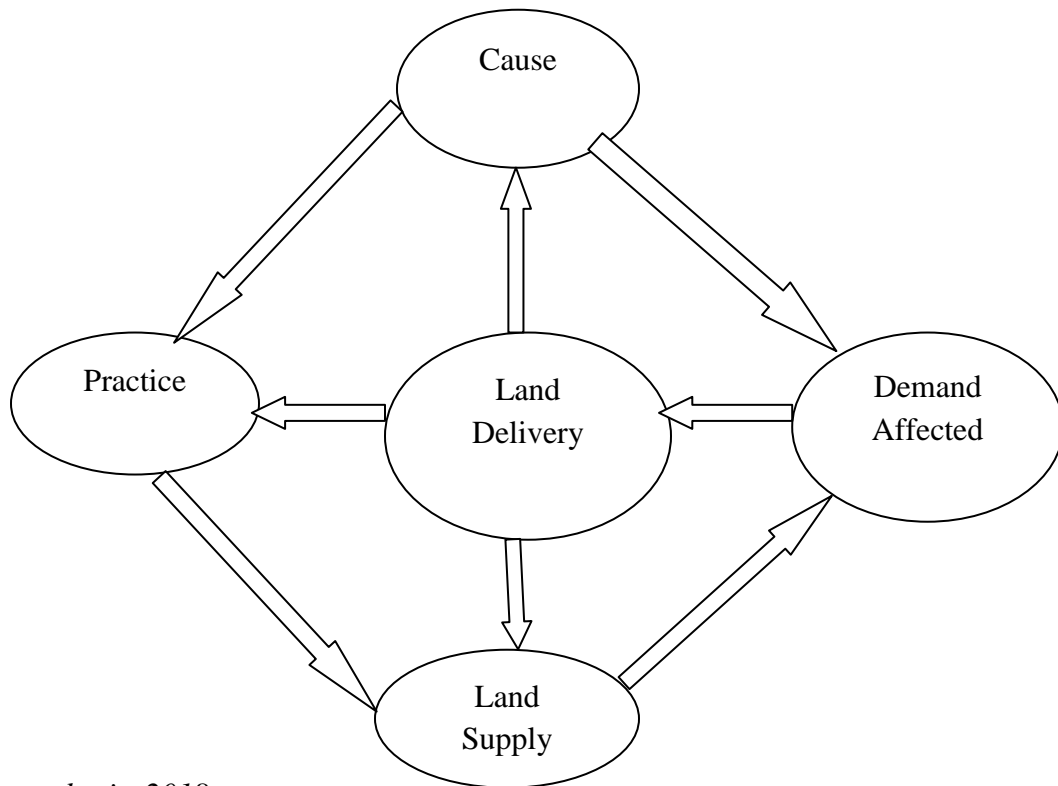 Cause
Practice
Land
Delivery
Demand
Affected
Land
Supply